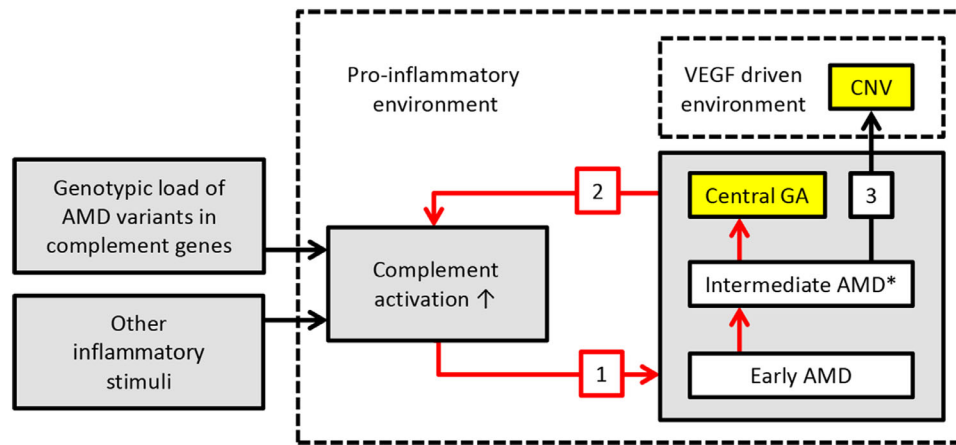 Pro-inflammatory
environment
VEGF driven
environment
CNV
Genotypic load of
AMD variants in
complement genes
Other
inflammatory
stimuli
Complement
activation ↑
2
1
Central GA
3
Intermediate AMD*
Early AMD